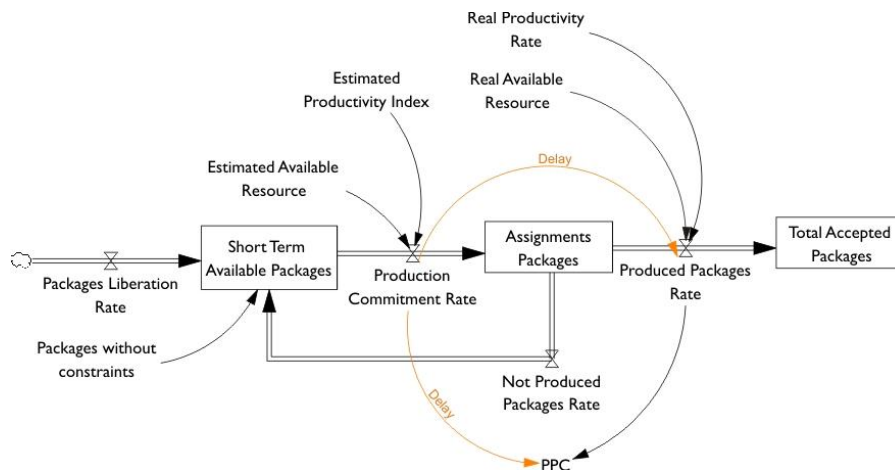 Real Productivity
Rate
Real Available
Resource
Estimated
Productivity Index
Estimated Available
Resource
Delay
Short Term
Available Packages
Assignments
Packages
Total Accepted
Packages
Packages Liberation
Rate
Production
Commitment Rate
Produced Packages
Rate
Packages without
constraints
Not Produced
Packages Rate
Delay
PPC